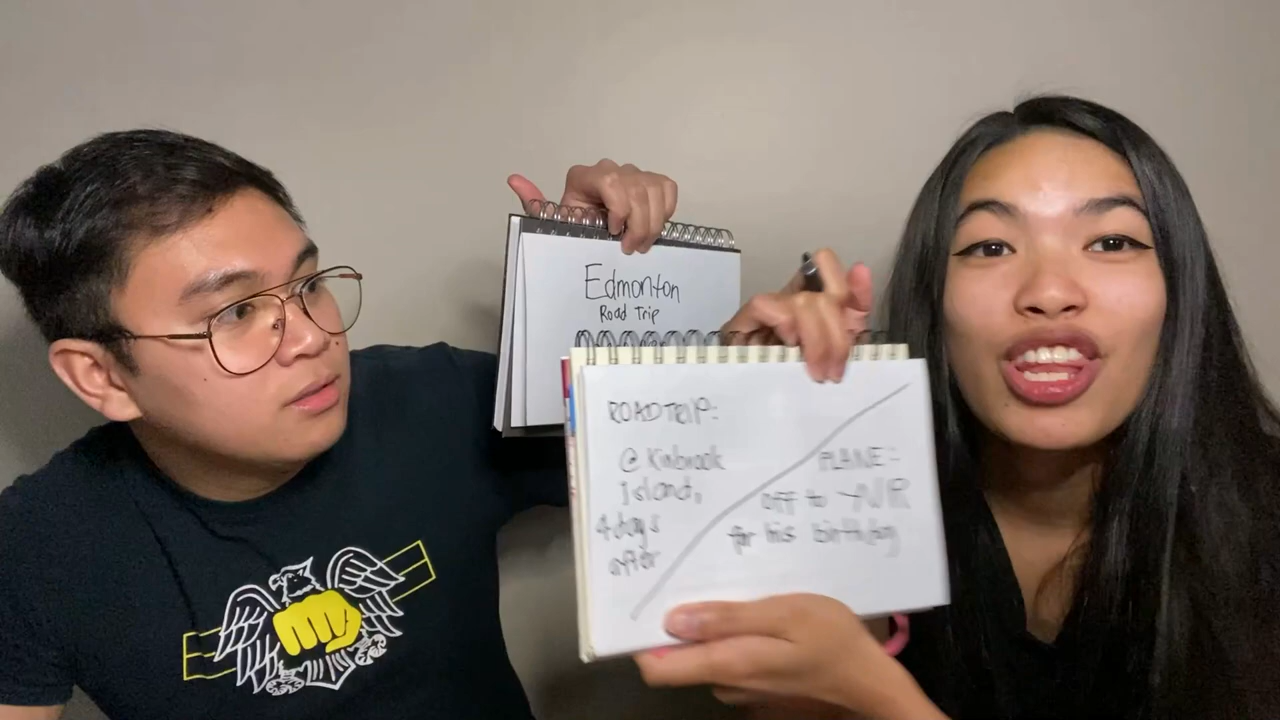 Edmonton
Road Trip
ROADTRIP:
@ Kinbrook
Island,
4 days
after
PLANE:
off to YVR
for his birthday